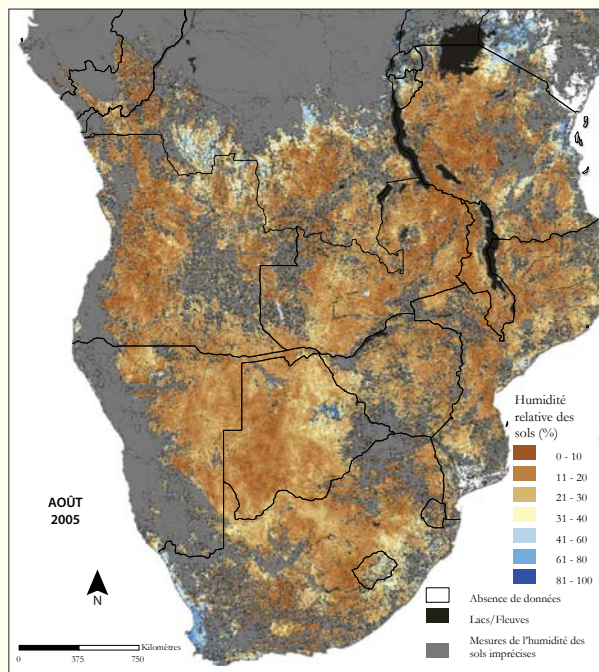 Humidité
relative des
sols (%)
0 - 10
11 - 20
21 - 30
31 - 40
41 - 60
61 - 80
81 - 100
AOÛT
2005
N
Absence de données
Lacs/Fleuves
Mesures de l'humidité des
sols imprécises
Kilomètres
0 375 750